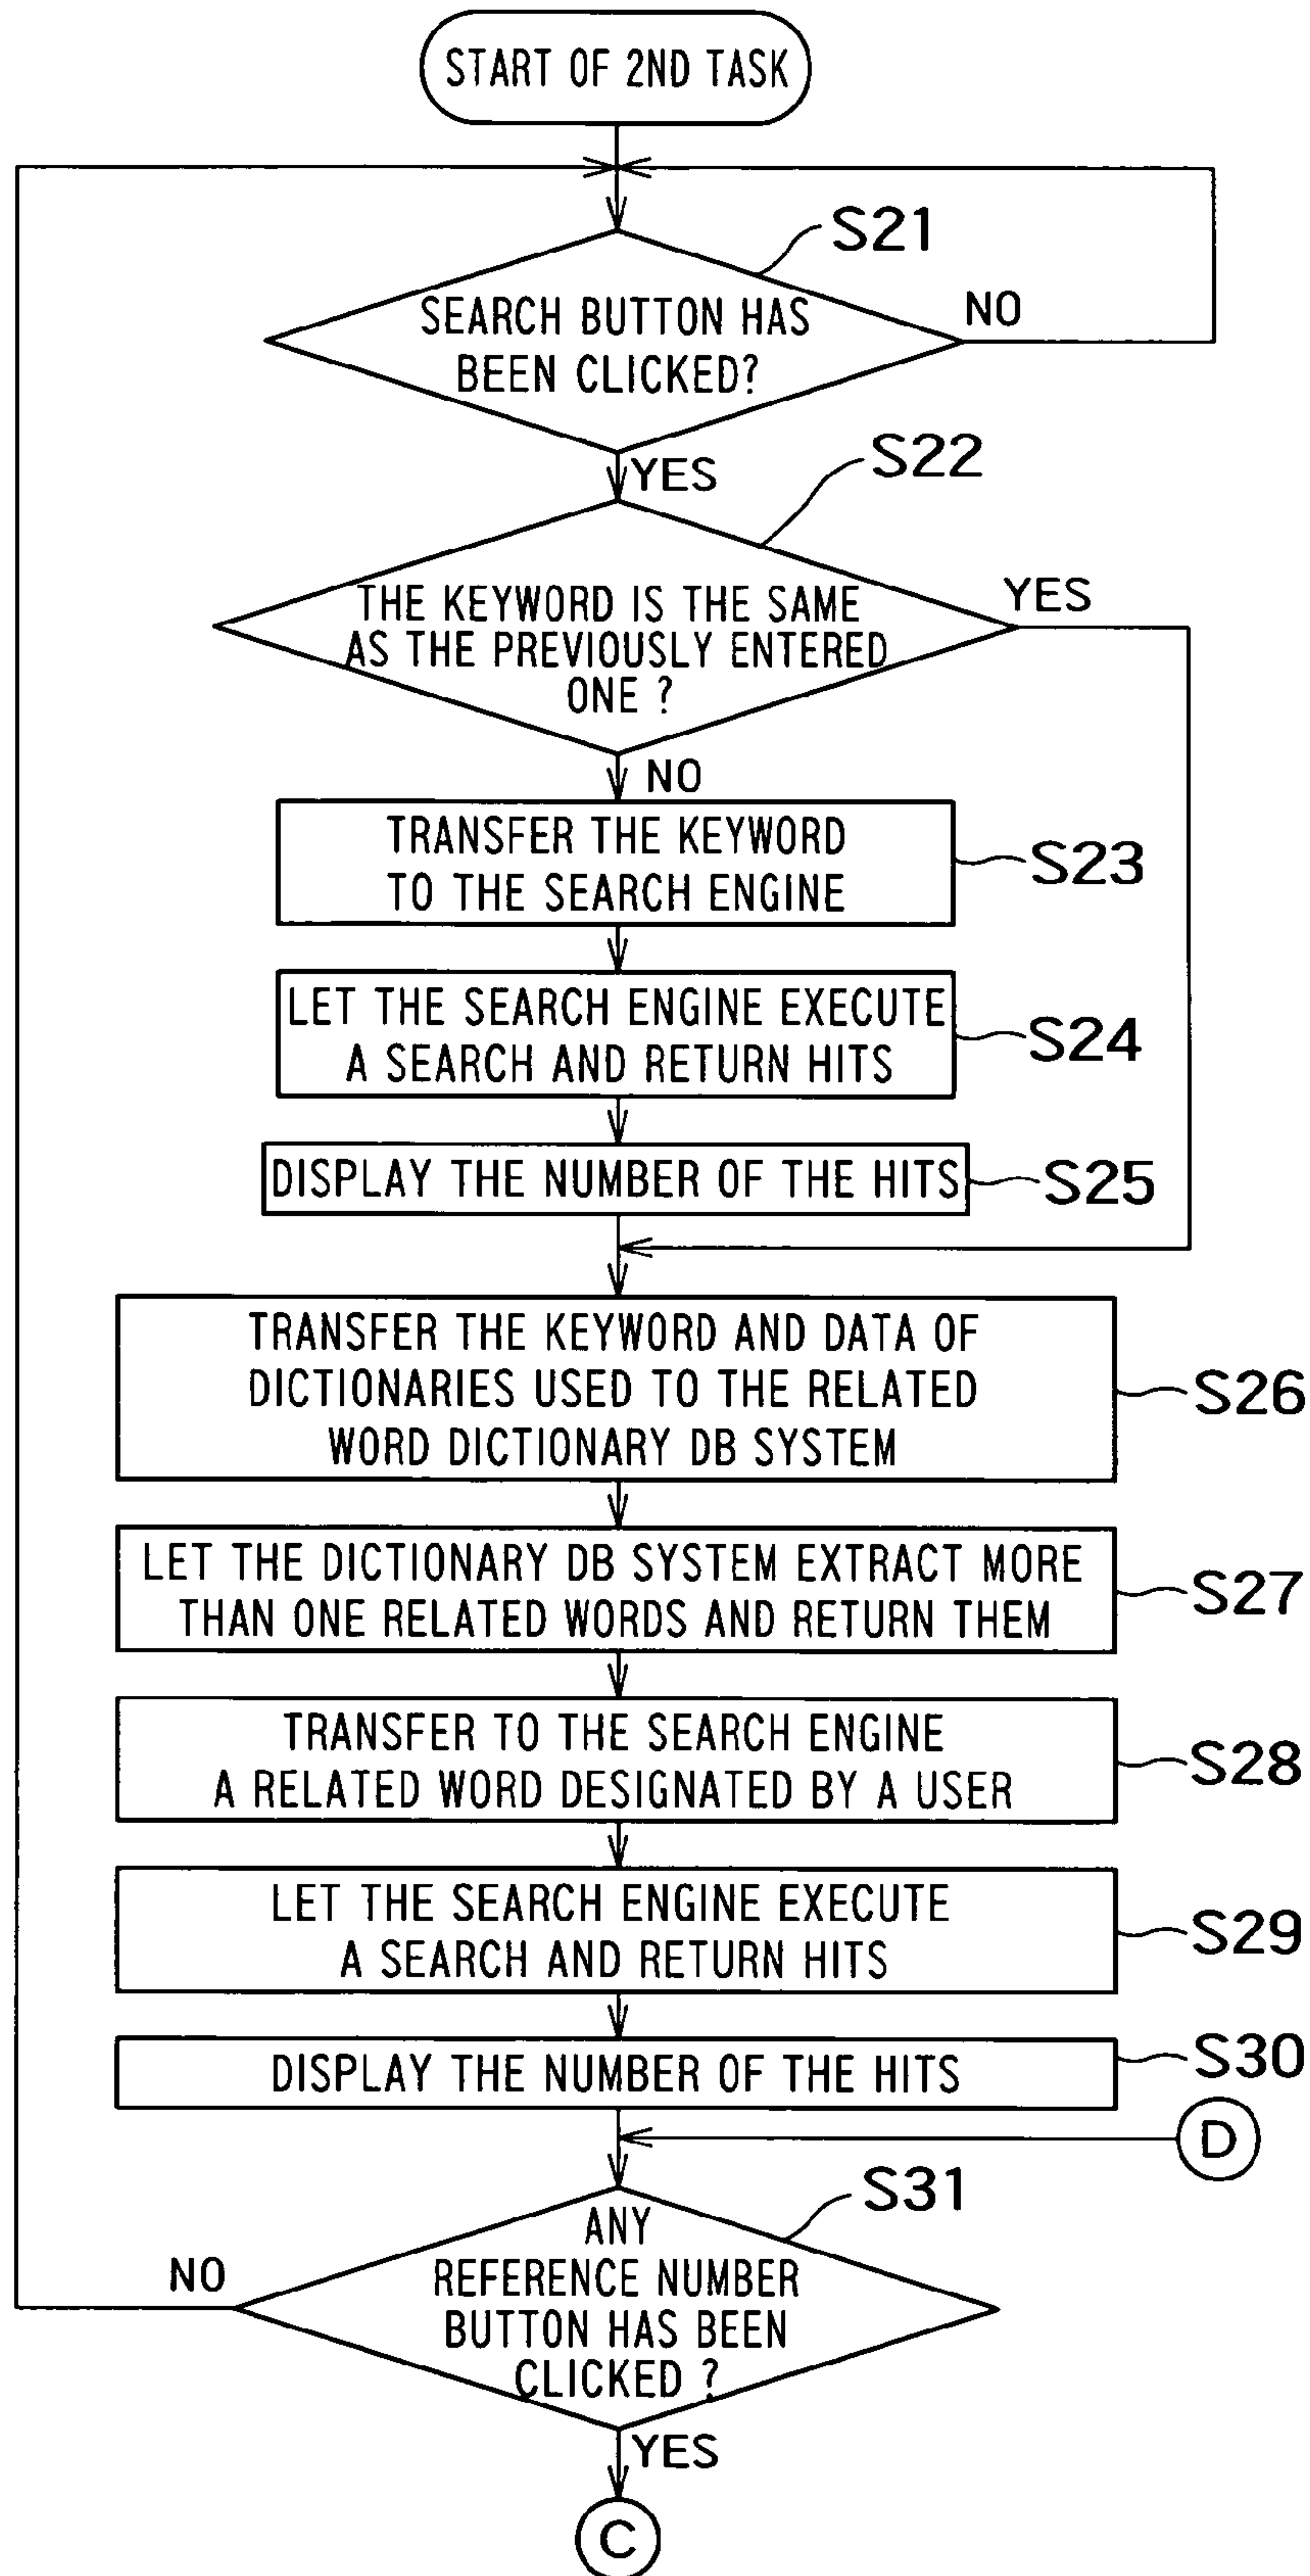 START OF 2ND TASK
S21
SEARCH BUTTON HAS
BEEN CLICKED?
NO
YES
S22
THE KEYWORD IS THE SAME
AS THE PREVIOUSLY ENTERED
ONE ?
YES
NO
TRANSFER THE KEYWORD
TO THE SEARCH ENGINE
S23
LET THE SEARCH ENGINE EXECUTE
A SEARCH AND RETURN HITS
S24
DISPLAY THE NUMBER OF THE HITS
S25
TRANSFER THE KEYWORD AND DATA OF
DICTIONARIES USED TO THE RELATED
WORD DICTIONARY DB SYSTEM
S26
LET THE DICTIONARY DB SYSTEM EXTRACT MORE
THAN ONE RELATED WORDS AND RETURN THEM
S27
TRANSFER TO THE SEARCH ENGINE
A RELATED WORD DESIGNATED BY A USER
S28
LET THE SEARCH ENGINE EXECUTE
A SEARCH AND RETURN HITS
S29
DISPLAY THE NUMBER OF THE HITS
S30
D
S31
ANY
REFERENCE NUMBER
BUTTON HAS BEEN
CLICKED ?
NO
YES
C